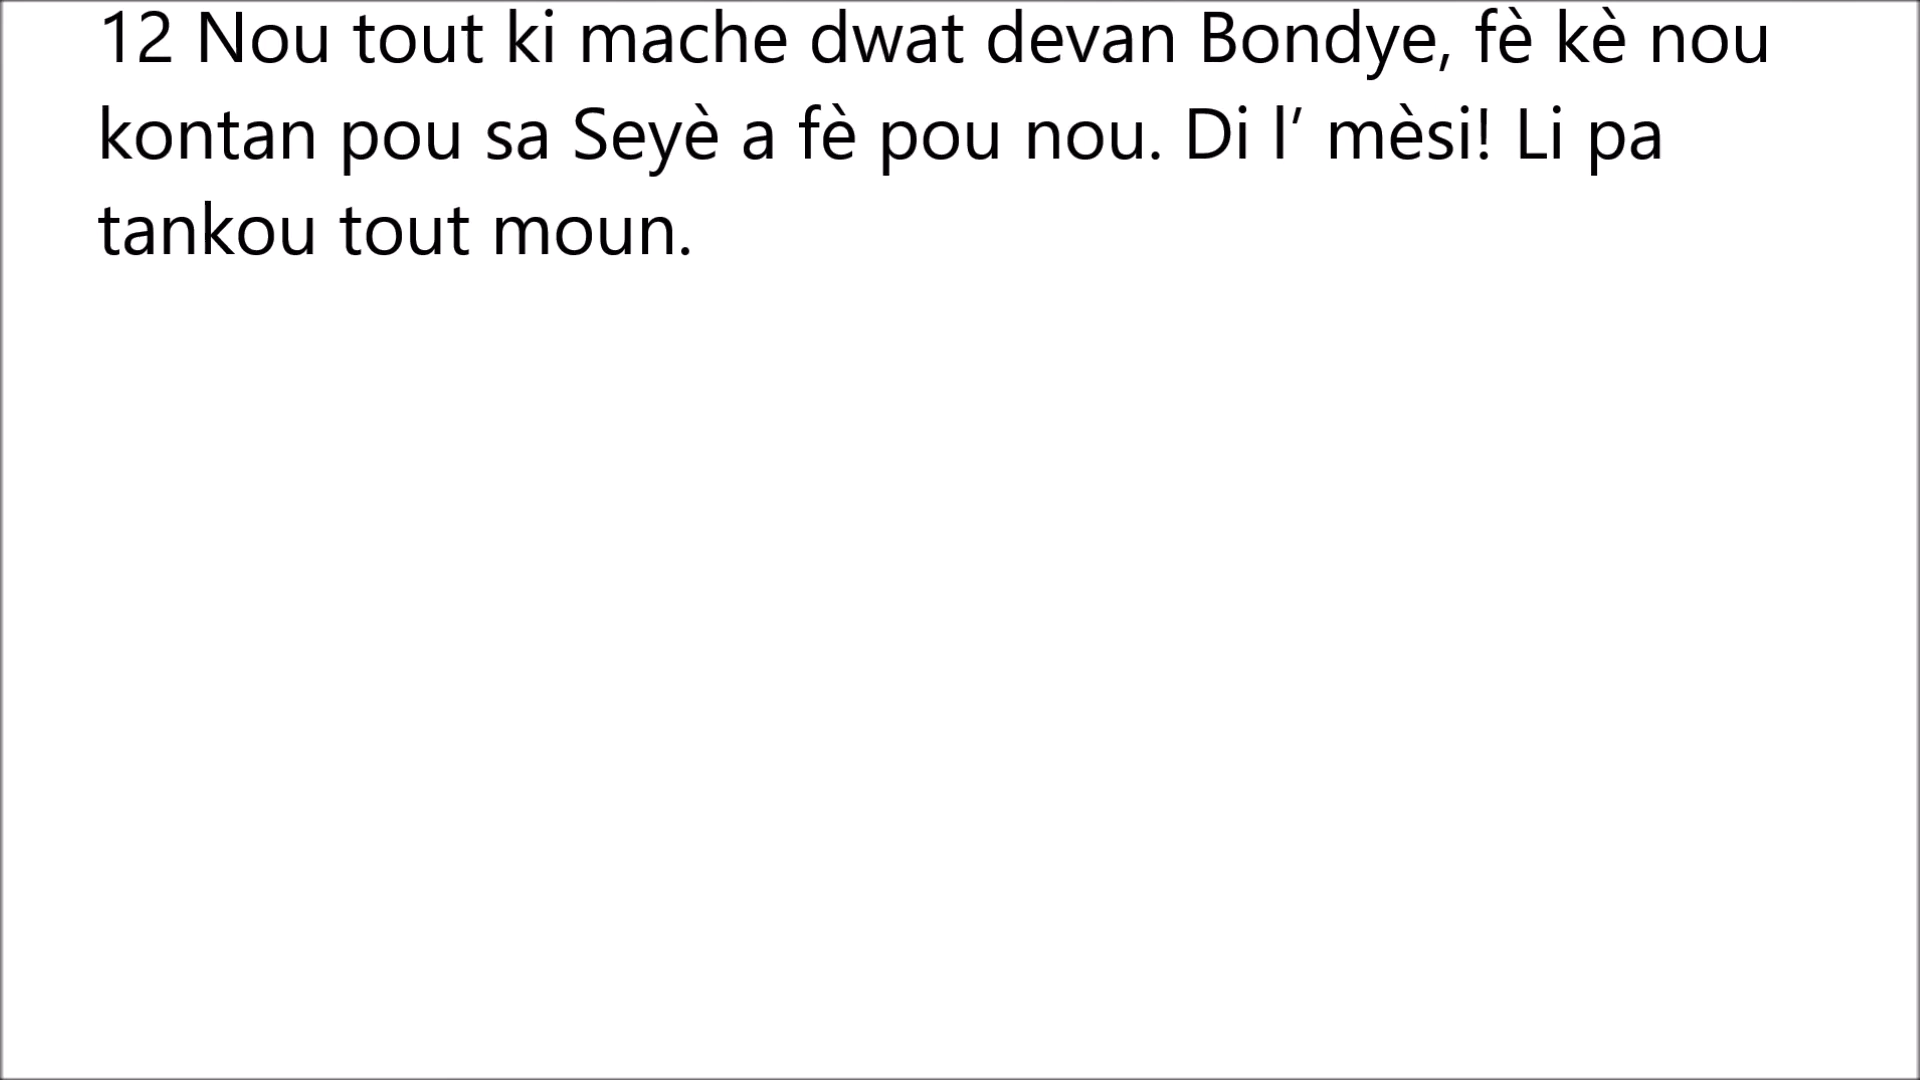 12 Nou tout ki mache dwat devan Bondye, fè kè nou
kontan pou sa Seyè a fè pou nou. Di l’ mèsi! Li pa
tankou tout moun.